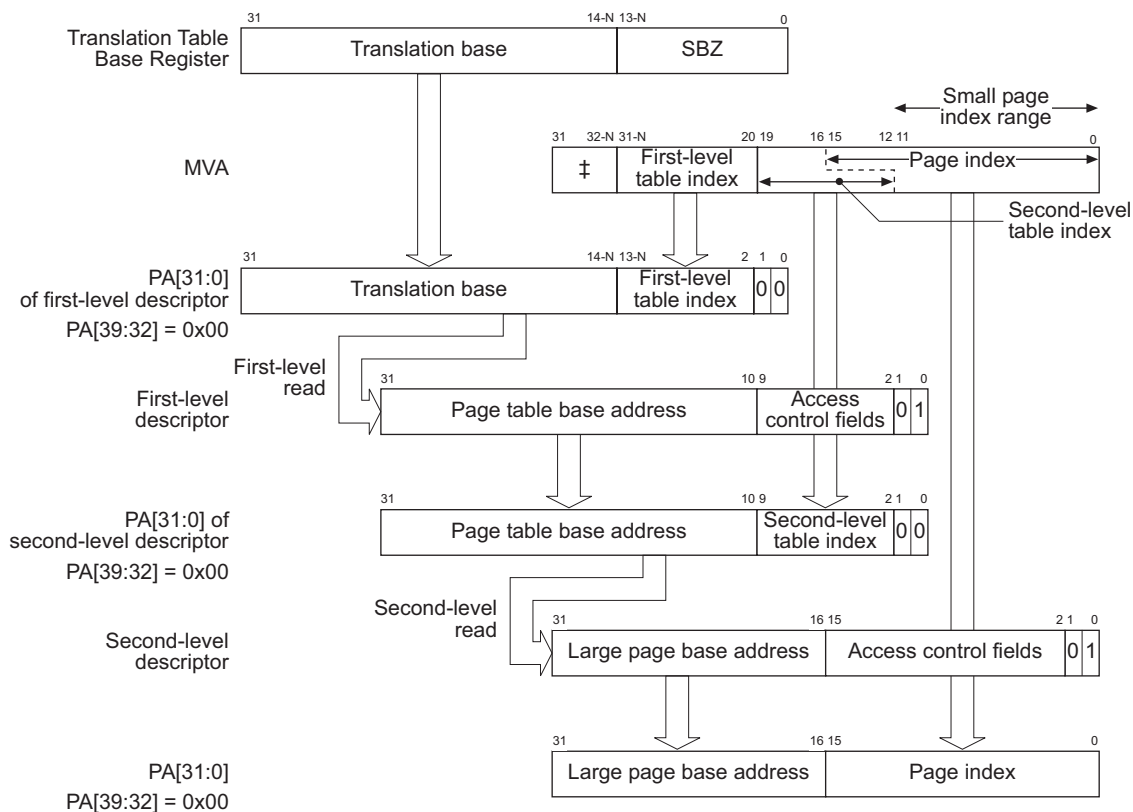 31 14-N 13-N 0
Translation Table
Base Register
Translation base
SBZ
Small page
index range
31 32-N 31-N 20 19 16 15 12 11 0
MVA
‡
First-level
table index
Page index
Second-level
table index
31 14-N 13-N 2 1 0
PA[31:0]
of first-level descriptor
PA[39:32] = 0x00
Translation base
First-level
table index
0 0
First-level
read
31 10 9 2 1 0
First-level
descriptor
Page table base address
Access
control fields
0 1
31 10 9 2 1 0
PA[31:0] of
second-level descriptor
PA[39:32] = 0x00
Page table base address
Second-level
table index
0 0
Second-level
read
31 16 15 2 1 0
Second-level
descriptor
Large page base address
Access control fields
0 1
31 16 15 0
PA[31:0]
PA[39:32] = 0x00
Large page base address
Page index